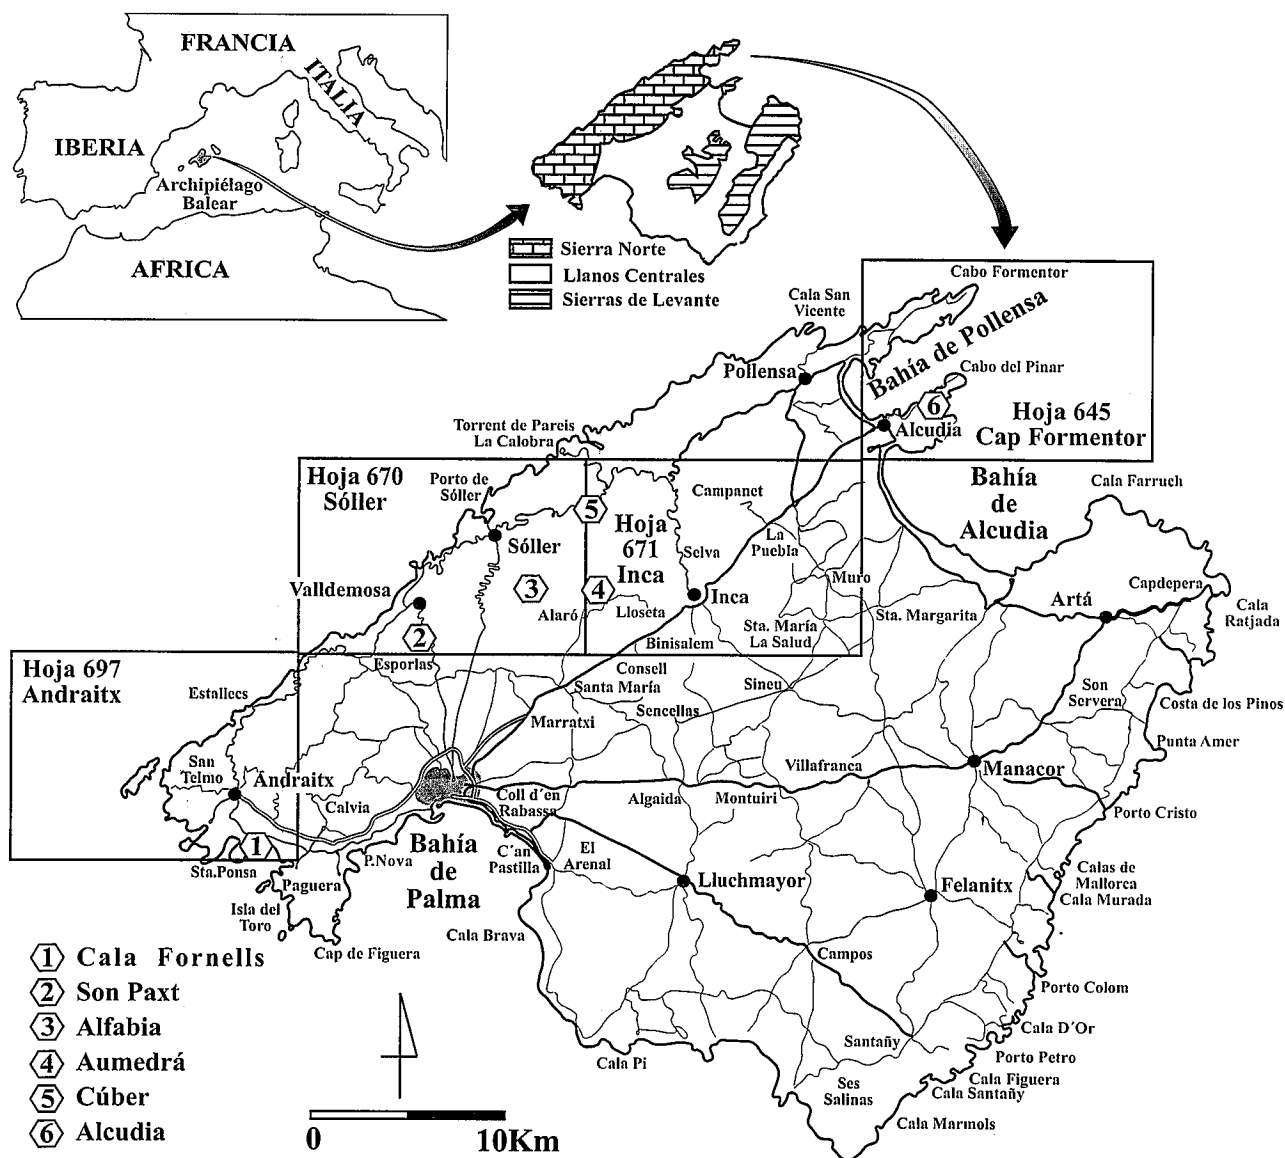 FRANCIA
ITALIA
IBERIA
Archipiélago
Balear
AFRICA
Sierra Norte
Llanos Centrales
Sierras de Levante
Cabo Formentor
Cala San
Vicente
Bahía de Pollensa
Pollensa
Cabo del Pinar
6
Hoja 645
Cap Formentor
Alcudia
Torrent de Pareis
La Calobra
Hoja 670
Sóller
Porto de
Sóller
5
Hoja
671
Inca
Campanet
Bahía
de
Alcudia
Cala Farruch
Sóller
La
Puebla
Selva
Valldemosa
3
4
Muro
Capdepera
Alaró
Lloseta
Inca
Sta. Margarita
Artá
Cala
Ratjada
2
Binisalem
Sta. María
La Salud
Hoja 697
Andraitx
Esporlas
Consell
Santa María
Sineu
Son
Servera
Estallecs
Sencellas
Costa de los Pinos
Marratxi
Punta Amer
San
Telmo
Andraitx
Villafranca
Manacor
Calvia
Coll d´en
Rabassa
Algaida
Montuiri
Porto Cristo
1
P.Nova
Bahía
de
Palma
C´an
Pastilla
El
Arenal
Sta.Ponsa
Paguera
Lluchmayor
Felanitx
Calas de
Mallorca
Cala Murada
Isla del
Toro
Cala Brava
Cap de Figuera
Campos
1 Cala Fornells
2 Son Paxt
3 Alfabia
4 Aumedrá
5 Cúber
6 Alcudia
Porto Colom
Cala D´Or
Santañy
Porto Petro
Cala Pi
Cala Figuera
Ses
Salinas
Cala Santañy
Cala Marmols
0 10Km